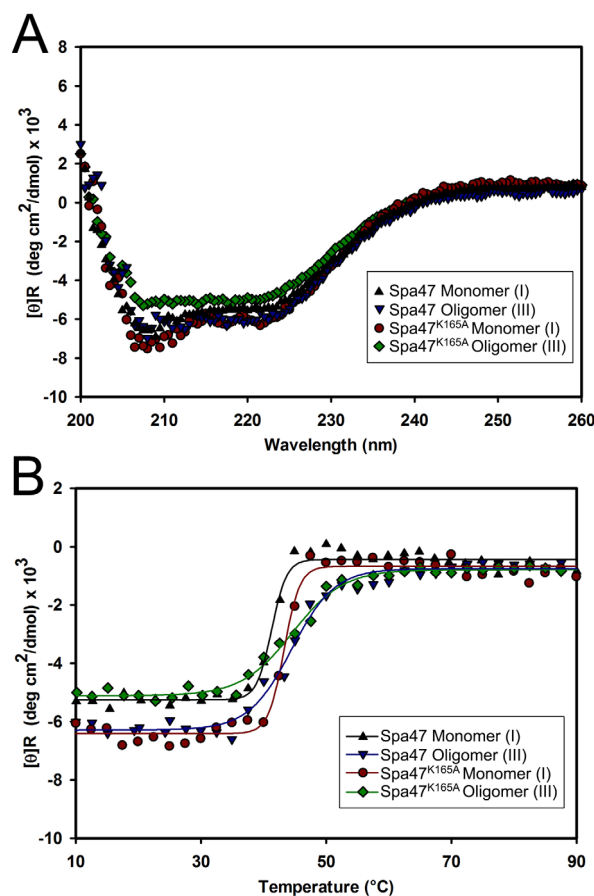 A
[θ]R (deg cm²/dmol) x 10³
8
6
4
2
0
-2
-4
-6
-8
-10
Spa47 Monomer (I)
Spa47 Oligomer (III)
Spa47ᴷ¹⁶⁵ᴬ Monomer (I)
Spa47ᴷ¹⁶⁵ᴬ Oligomer (III)
200 210 220 230 240 250 260
Wavelength (nm)
B
[θ]R (deg cm²/dmol) x 10³
2
0
-2
-4
-6
-8
-10
Spa47 Monomer (I)
Spa47 Oligomer (III)
Spa47ᴷ¹⁶⁵ᴬ Monomer (I)
Spa47ᴷ¹⁶⁵ᴬ Oligomer (III)
10 30 50 70 90
Temperature (°C)